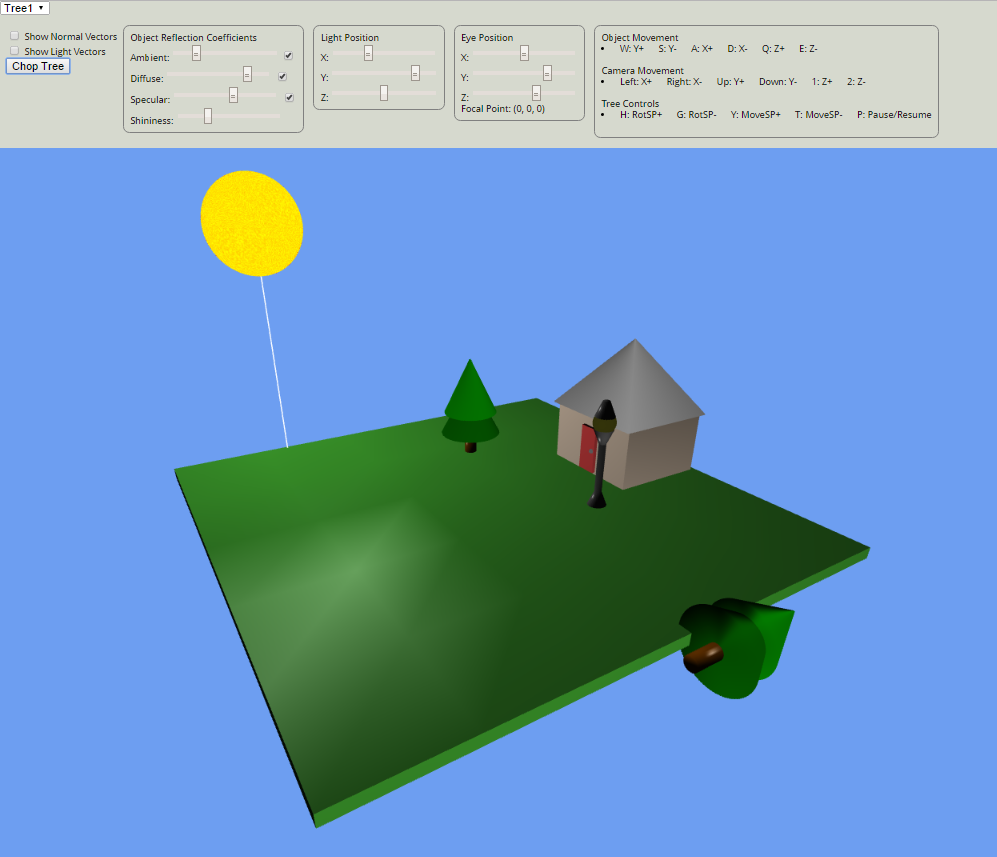 Tree1
Show Normal Vectors
Show Light Vectors
Chop Tree
Object Reflection Coefficients
Ambient:
Diffuse:
Specular:
Shininess:
Light Position
X:
Y:
Z:
Eye Position
X:
Y:
Z:
Focal Point: (0, 0, 0)
Object Movement
W: Y+ S: Y- A: X+ D: X- Q: Z+ E: Z-
Camera Movement
Left: X+ Right: X- Up: Y+ Down: Y- 1: Z+ 2: Z-
Tree Controls
H: RotSP+ G: RotSP- Y: MoveSP+ T: MoveSP- P: Pause/Resume